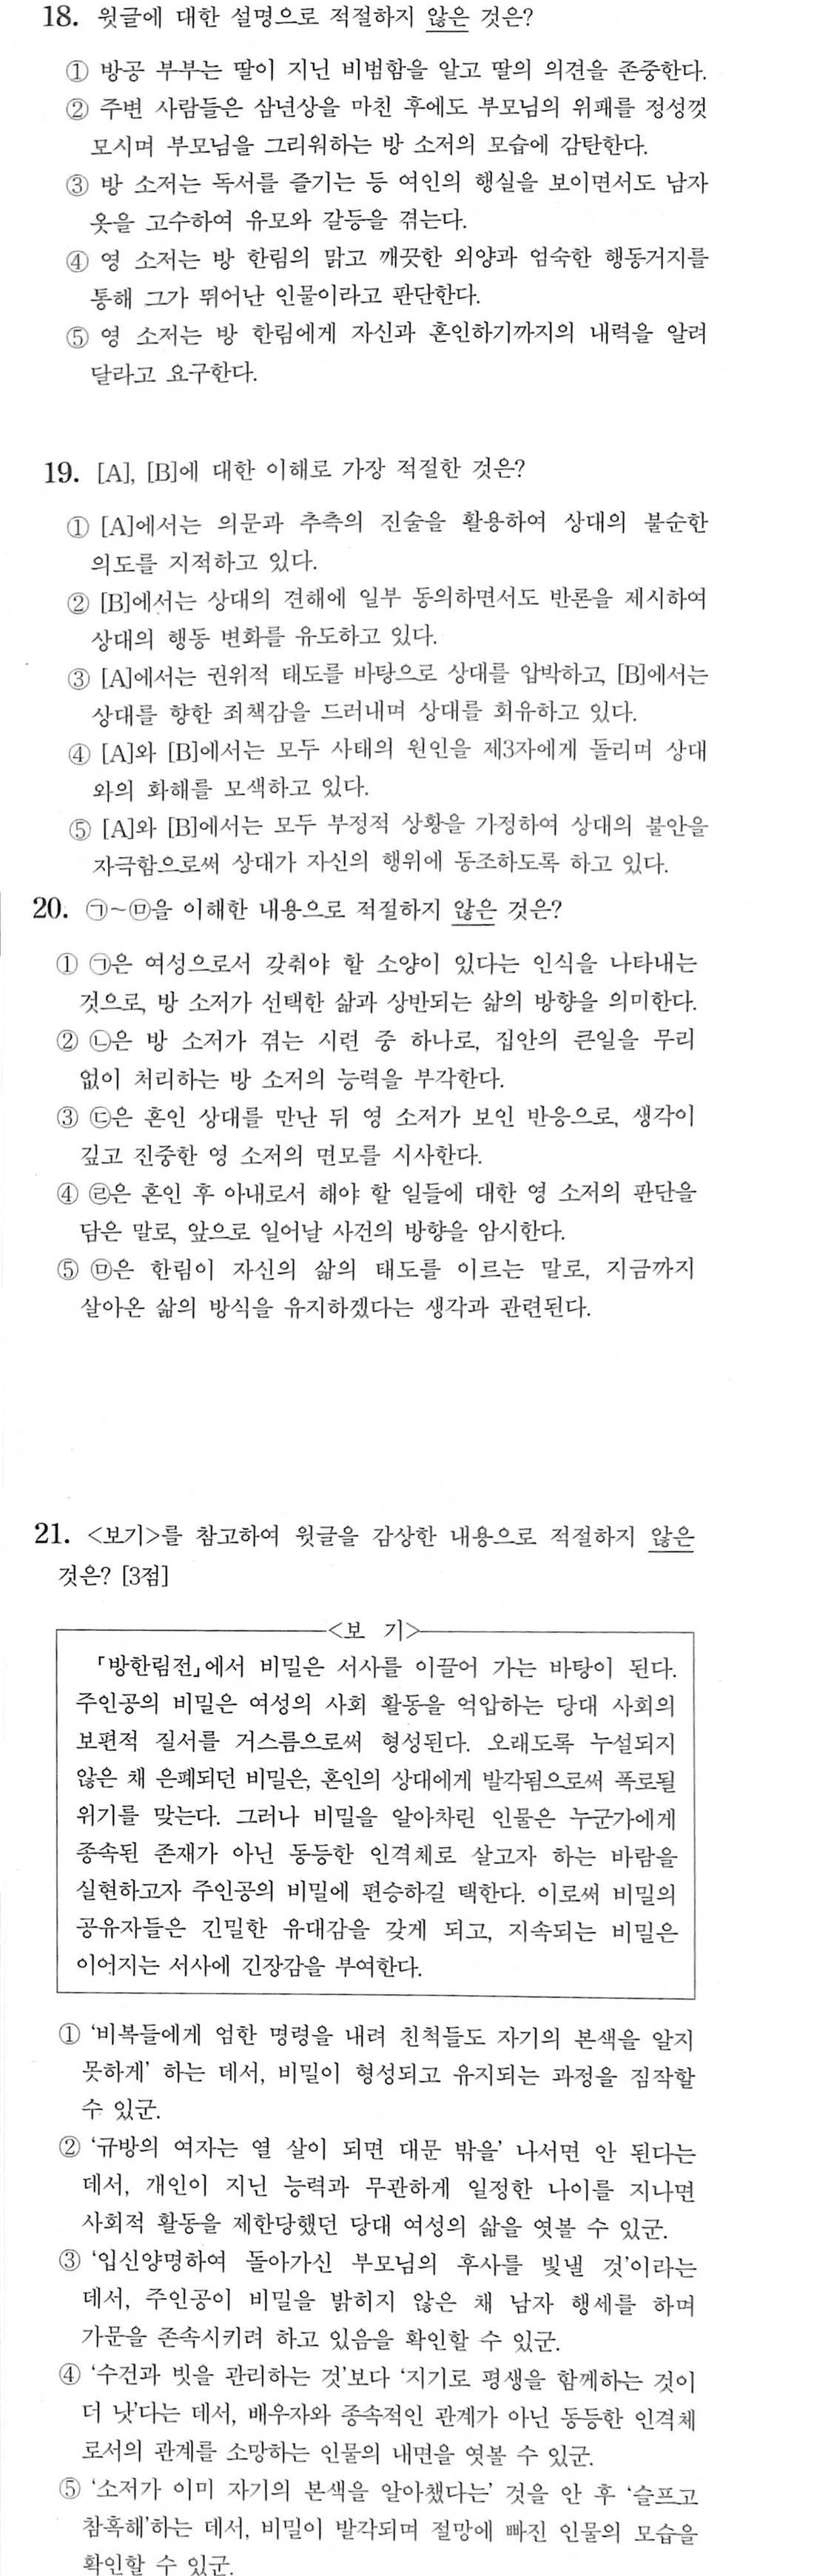 18. 윗글에 대한 설명으로 적절하지 않은 것은?
① 방공 부부는 딸이 지닌 비범함을 알고 딸의 의견을 존중한다.
② 주변 사람들은 삼년상을 마친 후에도 부모님의 위패를 정성껏
모시며 부모님을 그리워하는 방 소저의 모습에 감탄한다.
③ 방 소저는 독서를 즐기는 등 여인의 행실을 보이면서도 남자
옷을 고수하여 유모와 갈등을 겪는다.
④ 영 소저는 방 한림의 맑고 깨끗한 외양과 엄숙한 행동거지를
통해 그가 뛰어난 인물이라고 판단한다.
⑤ 영 소저는 방 한림에게 자신과 혼인하기까지의 내력을 알려
달라고 요구한다.
19. [A], [B]에 대한 이해로 가장 적절한 것은?
① [A]에서는 의문과 추측의 진술을 활용하여 상대의 불순한
의도를 지적하고 있다.
② [B]에서는 상대의 견해에 일부 동의하면서도 반론을 제시하여
상대의 행동 변화를 유도하고 있다.
③ [A]에서는 권위적 태도를 바탕으로 상대를 압박하고, [B]에서는
상대를 향한 죄책감을 드러내며 상대를 회유하고 있다.
④ [A]와 [B]에서는 모두 사태의 원인을 제3자에게 돌리며 상대
와의 화해를 모색하고 있다.
⑤ [A]와 [B]에서는 모두 부정적 상황을 가정하여 상대의 불안을
자극함으로써 상대가 자신의 행위에 동조하도록 하고 있다.
20. ㉠~㉤을 이해한 내용으로 적절하지 않은 것은?
① ㉠은 여성으로서 갖춰야 할 소양이 있다는 인식을 나타내는
것으로, 방 소저가 선택한 삶과 상반되는 삶의 방향을 의미한다.
② ㉡은 방 소저가 겪는 시련 중 하나로, 집안의 큰일을 무리
없이 처리하는 방 소저의 능력을 부각한다.
③ ㉢은 혼인 상대를 만난 뒤 영 소저가 보인 반응으로, 생각이
깊고 진중한 영 소저의 면모를 시사한다.
④ ㉣은 혼인 후 아내로서 해야 할 일들에 대한 영 소저의 판단을
담은 말로, 앞으로 일어날 사건의 방향을 암시한다.
⑤ ㉤은 한림이 자신의 삶의 태도를 이르는 말로, 지금까지
살아온 삶의 방식을 유지하겠다는 생각과 관련된다.
21. <보기>를 참고하여 윗글을 감상한 내용으로 적절하지 않은
것은? [3점]
<보 기>
「방한림전」에서 비밀은 서사를 이끌어 가는 바탕이 된다.
주인공의 비밀은 여성의 사회 활동을 억압하는 당대 사회의
보편적 질서를 거스름으로써 형성된다. 오래도록 누설되지
않은 채 은폐되던 비밀은, 혼인의 상대에게 발각됨으로써 폭로될
위기를 맞는다. 그러나 비밀을 알아차린 인물은 누군가에게
종속된 존재가 아닌 동등한 인격체로 살고자 하는 바람을
실현하고자 주인공의 비밀에 편승하길 택한다. 이로써 비밀의
공유자들은 긴밀한 유대감을 갖게 되고, 지속되는 비밀은
이어지는 서사에 긴장감을 부여한다.
① ‘비복들에게 엄한 명령을 내려 친척들도 자기의 본색을 알지
못하게’ 하는 데서, 비밀이 형성되고 유지되는 과정을 짐작할
수 있군.
② ‘규방의 여자는 열 살이 되면 대문 밖을’ 나서면 안 된다는
데서, 개인이 지닌 능력과 무관하게 일정한 나이를 지나면
사회적 활동을 제한당했던 당대 여성의 삶을 엿볼 수 있군.
③ ‘입신양명하여 돌아가신 부모님의 후사를 빛낼 것’이라는
데서, 주인공이 비밀을 밝히지 않은 채 남자 행세를 하며
가문을 존속시키려 하고 있음을 확인할 수 있군.
④ ‘수건과 빗을 관리하는 것’보다 ‘지기로 평생을 함께하는 것이
더 낫’다는 데서, 배우자와 종속적인 관계가 아닌 동등한 인격체
로서의 관계를 소망하는 인물의 내면을 엿볼 수 있군.
⑤ ‘소저가 이미 자기의 본색을 알아챘다는’ 것을 안 후 ‘슬프고
참혹해’하는 데서, 비밀이 발각되며 절망에 빠진 인물의 모습을
확인할 수 있군.